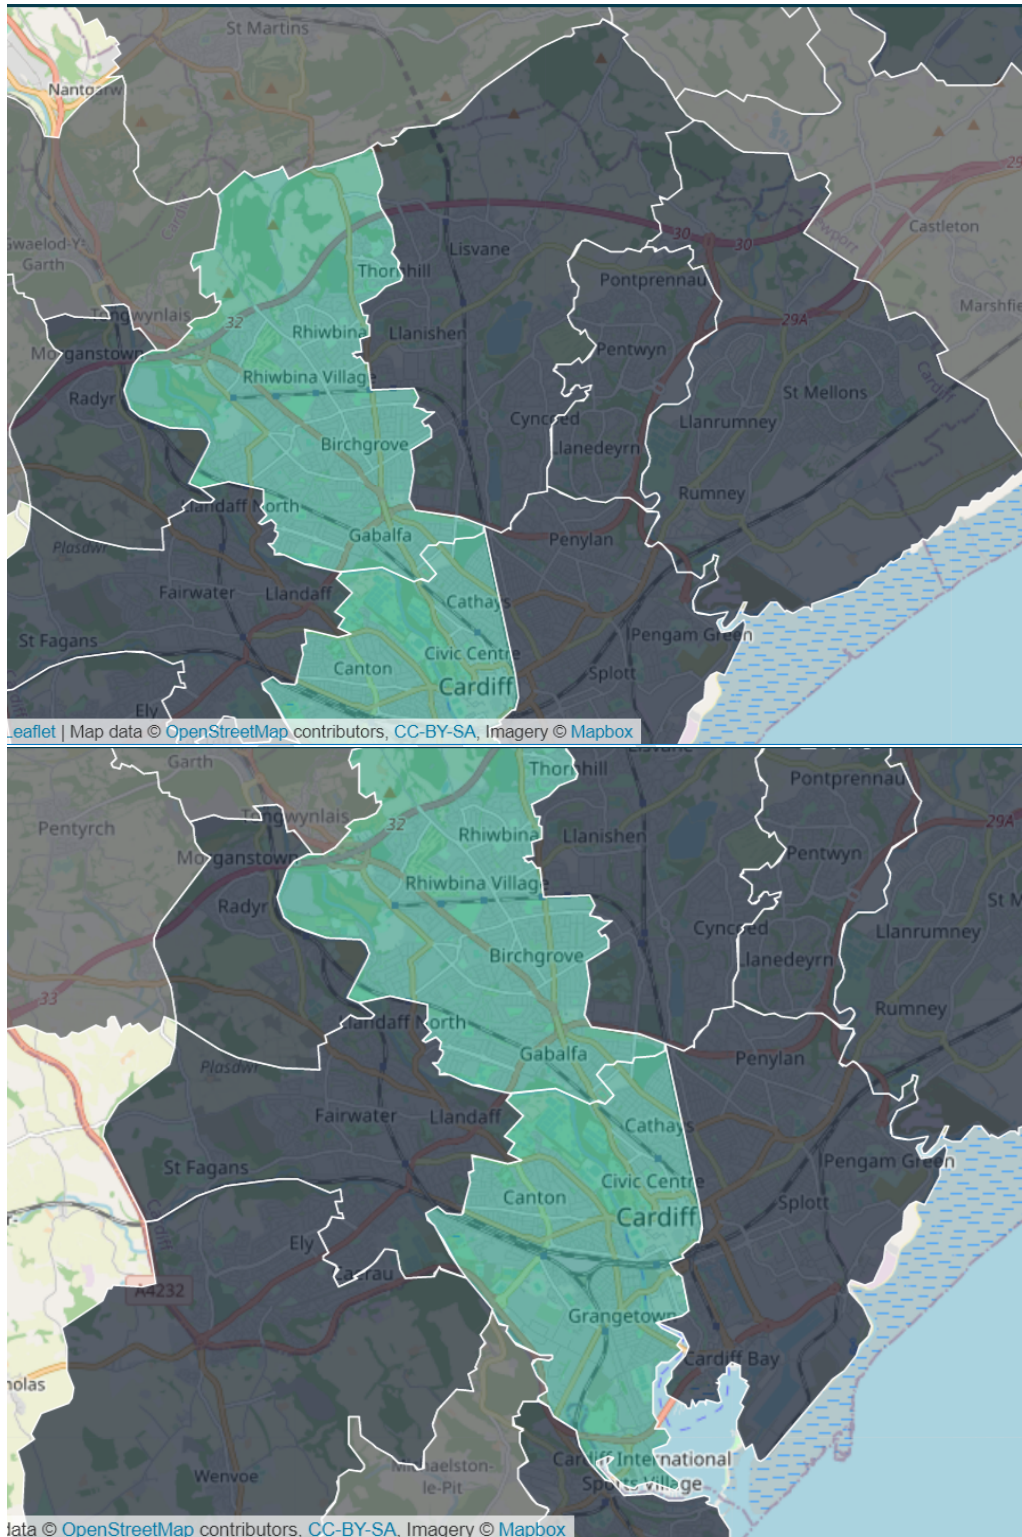 St Martins
Nantgarw
29
Castleton
Gwaelod-Y-
Garth
30
30
Lisvane
Thornhill
Pontprennau
Marshfie
Tongwynlais
32
29A
Rhiwbina
Llanishen
Morganstown
Pentwyn
Rhiwbina Village
St Mellons
Radyr
Cyncoed
Llanrumney
Birchgrove
Llanedeyrn
Rumney
Llandaff North
Gabalfa
Penylan
Plasdwr
Fairwater
Llandaff
Cathays
St Fagans
Pengam Green
Civic Centre
Canton
Splott
Cardiff
Ely
Leaflet | Map data © OpenStreetMap contributors, CC-BY-SA, Imagery © Mapbox
Garth
Thornhill
Pontprennau
Tongwynlais
32
29A
Pentyrch
Rhiwbina
Llanishen
Morganstown
Pentwyn
Rhiwbina Village
St M
Radyr
Cyncoed
Llanrumney
Birchgrove
Llanedeyrn
33
Rumney
Llandaff North
Gabalfa
Penylan
Plasdwr
Fairwater
Llandaff
Cathays
St Fagans
Pengam Green
Civic Centre
Canton
Splott
Cardiff
Ely
Caerau
A4232
Grangetown
Cardiff Bay
holas
Cardiff International
Sports Village
Wenvoe
Michaelston-
le-Pit
data © OpenStreetMap contributors, CC-BY-SA, Imagery © Mapbox